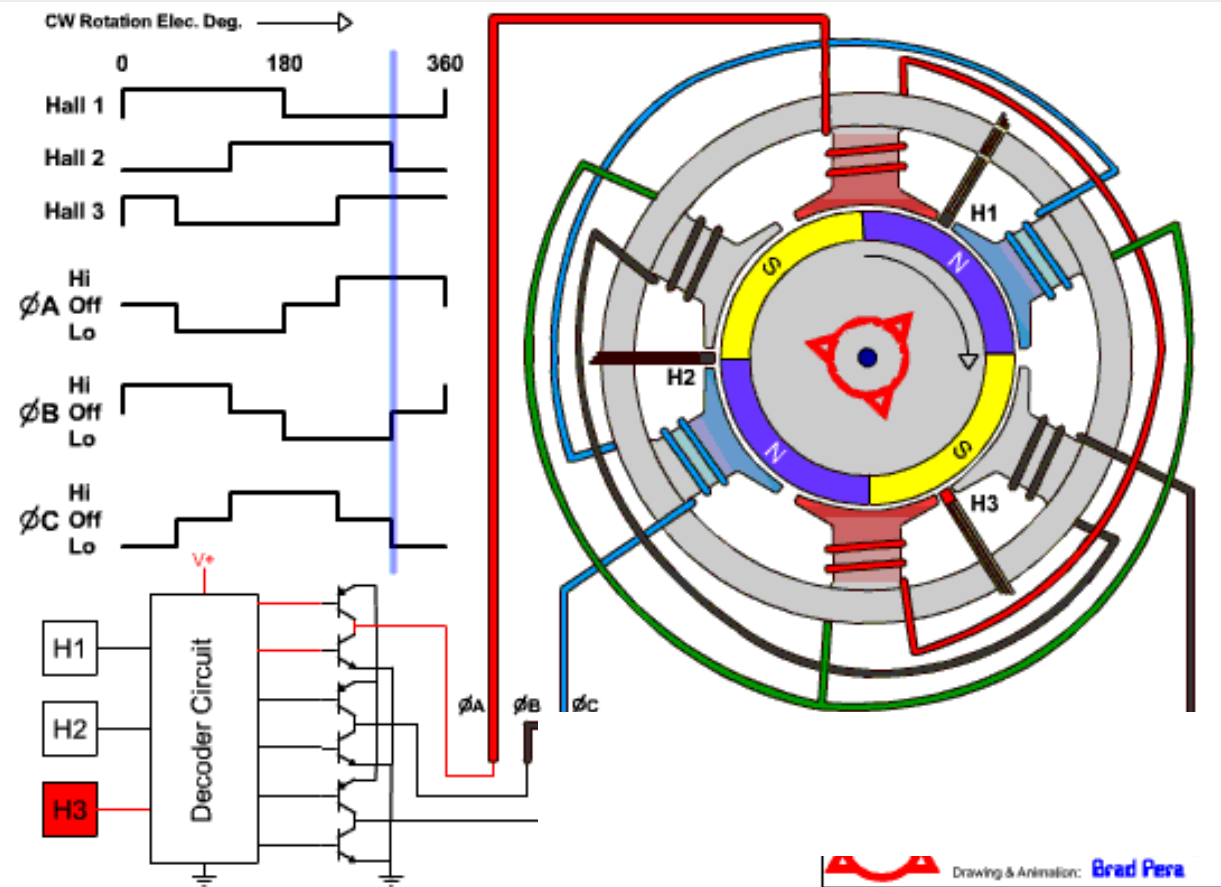 CW Rotation Elec. Deg.
0 180 360
Hall 1
Hall 2
Hall 3
Hi
ØA Off
Lo
Hi
ØB Off
Lo
Hi
ØC Off
Lo
V+
H1
H2
H3
Decoder Circuit
ØA ØB ØC
H1
H2
H3
N
S
N
S
Drawing & Animation: Brad Pera